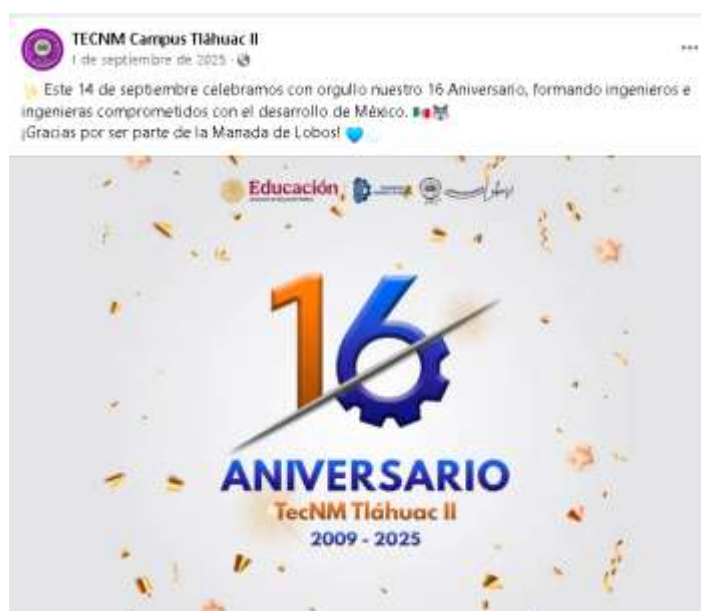 TECNM Campus Tláhuac II
1 de septiembre de 2025
Este 14 de septiembre celebramos con orgullo nuestro 16 Aniversario, formando ingenieros e
ingenieras comprometidos con el desarrollo de México.
¡Gracias por ser parte de la Manada de Lobos!
Educación
16
ANIVERSARIO
TecNM Tláhuac II
2009 - 2025